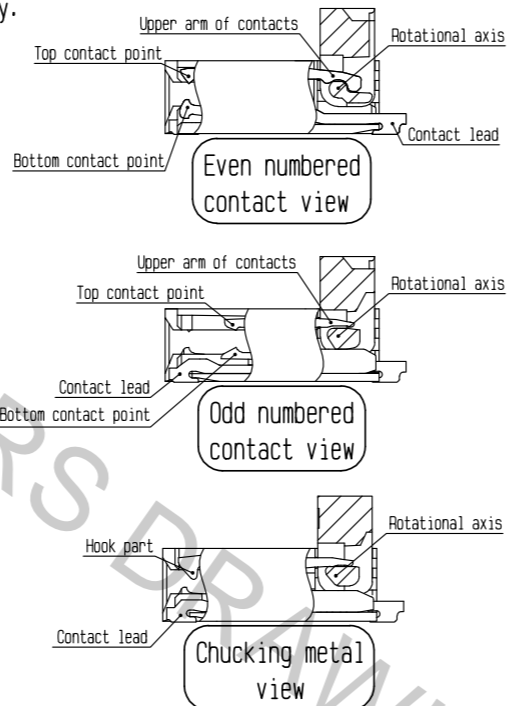 y.
Upper arm of contacts
Rotational axis
Top contact point
Contact lead
Bottom contact point
Even numbered
contact view
Upper arm of contacts
Rotational axis
Top contact point
Contact lead
Bottom contact point
Odd numbered
contact view
Rotational axis
Hook part
Contact lead
Chucking metal
view
RS DRAWI